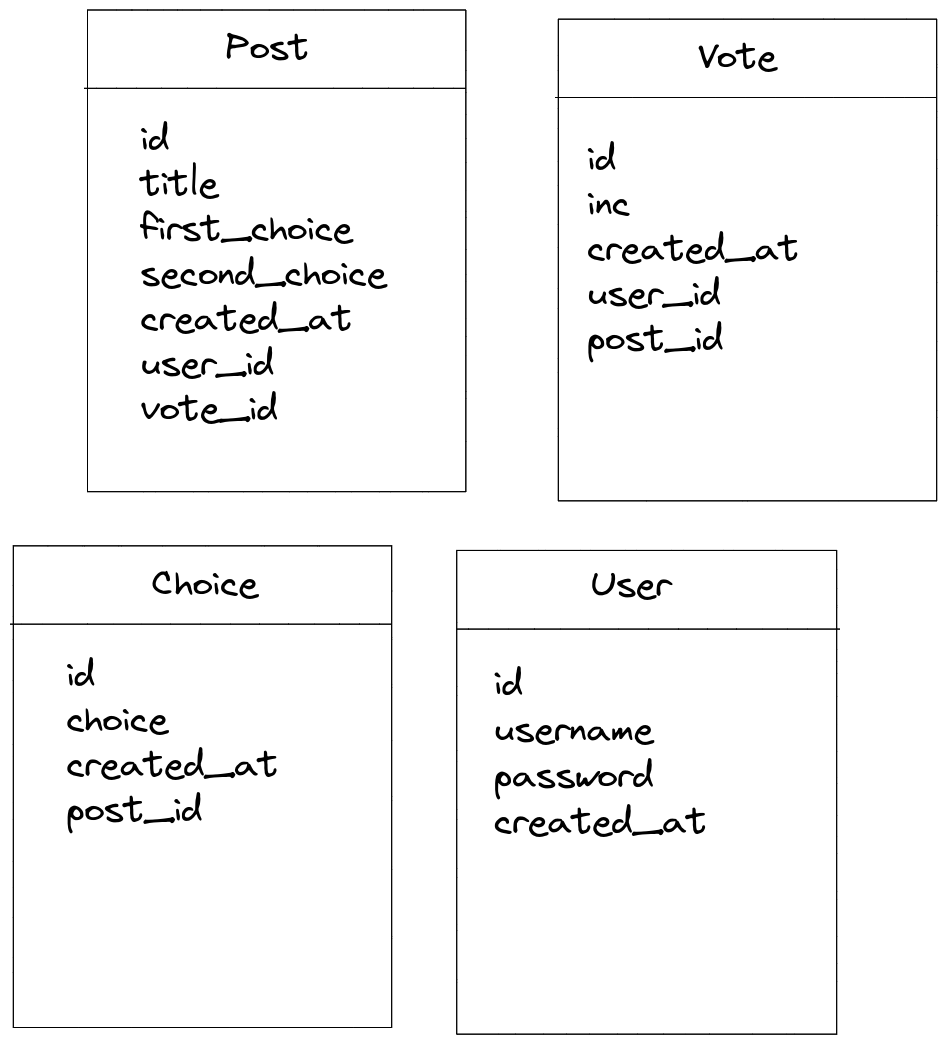 Post
id
title
first_choice
second_choice
created_at
user_id
vote_id
Vote
id
inc
created_at
user_id
post_id
Choice
id
choice
created_at
post_id
User
id
username
password
created_at